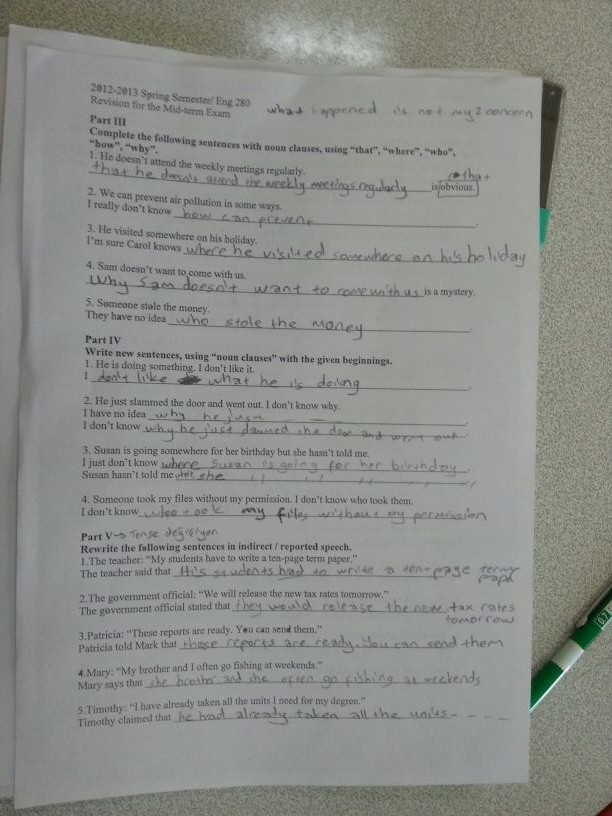 2012-2013 Spring Semester/ Eng 280
Revision for the Mid-term Exam
what happened is not my concern
Part III
Complete the following sentences with noun clauses, using "that", "where", "who",
"how", "why".
1. He doesn't attend the weekly meetings regularly.
that
that he doesn't attend the weekly meetings regularly is obvious.
2. We can prevent air pollution in some ways.
I really don't know how can prevent
3. He visited somewhere on his holiday.
I'm sure Carol knows where he visited somewhere on his holiday
4. Sam doesn't want to come with us.
Why Sam doesn't want to come with us is a mystery.
5. Someone stole the money.
They have no idea who stole the money
Part IV
Write new sentences, using "noun clauses" with the given beginnings.
1. He is doing something. I don't like it.
I don't like what he is doing
2. He just slammed the door and went out. I don't know why.
I have no idea why he jus
I don't know why he just the door and went out
3. Susan is going somewhere for her birthday but she hasn't told me.
I just don't know where Susan is going for her birthday.
Susan hasn't told me she
4. Someone took my files without my permission. I don't know who took them.
I don't know who took my files without my permission
Part V → Tense
Rewrite the following sentences in indirect / reported speech.
1.The teacher: "My students have to write a ten-page term paper."
The teacher said that His students had to write a ten-page term
2.The government official: "We will release the new tax rates tomorrow."
The government official stated that they would release the new tax rates
tomorrow
3.Patricia: "These reports are ready. You can send them."
Patricia told Mark that those reports are ready. You can send them
4.Mary: "My brother and I often go fishing at weekends."
Mary says that she brother and she often go fishing at weekends
5.Timothy: "I have already taken all the units I need for my degree."
Timothy claimed that he had already taken all the units - - - -